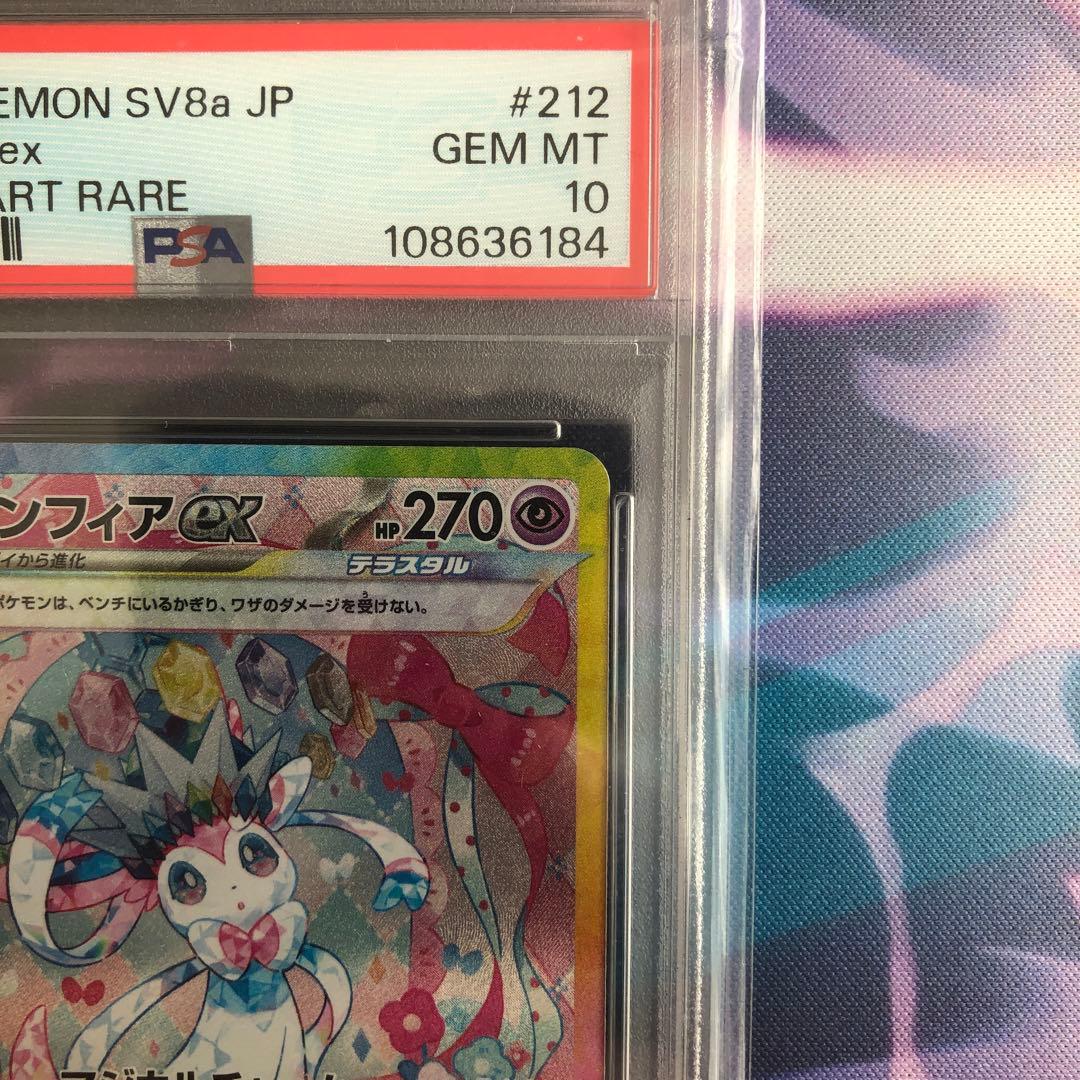 EMON SV8a JP #212
ex GEM MT
ART RARE 10
PSA 108636184
ンフィアex HP270
イから進化 テラスタル
ポケモンは、ベンチにいるかぎり、ワザのダメージを受けない。